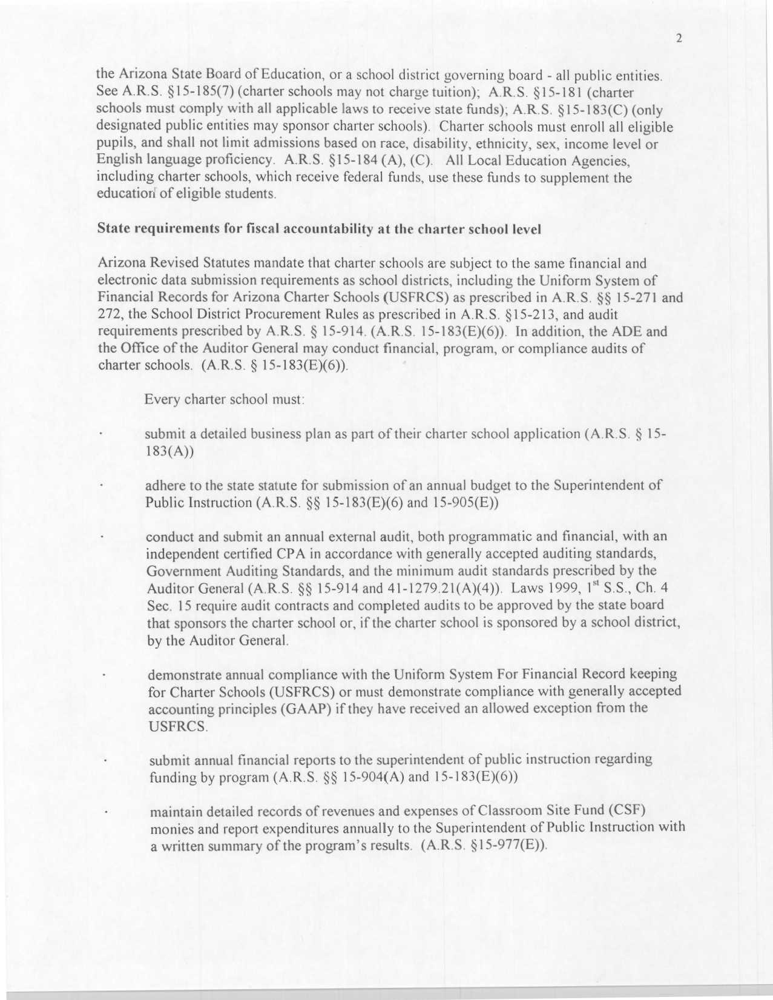 2
the Arizona State Board of Education, or a school district governing board - all public entities.
See A.R.S. §15-185(7) (charter schools may not charge tuition); A.R.S. §15-181 (charter
schools must comply with all applicable laws to receive state funds); A.R.S. §15-183(C) (only
designated public entities may sponsor charter schools). Charter schools must enroll all eligible
pupils, and shall not limit admissions based on race, disability, ethnicity, sex, income level or
English language proficiency. A.R.S. §15-184 (A), (C). All Local Education Agencies,
including charter schools, which receive federal funds, use these funds to supplement the
education of eligible students.
State requirements for fiscal accountability at the charter school level
Arizona Revised Statutes mandate that charter schools are subject to the same financial and
electronic data submission requirements as school districts, including the Uniform System of
Financial Records for Arizona Charter Schools (USFRCS) as prescribed in A.R.S. §§ 15-271 and
272, the School District Procurement Rules as prescribed in A.R.S. §15-213, and audit
requirements prescribed by A.R.S. § 15-914. (A.R.S. 15-183(E)(6)). In addition, the ADE and
the Office of the Auditor General may conduct financial, program, or compliance audits of
charter schools. (A.R.S. § 15-183(E)(6)).
Every charter school must:
· submit a detailed business plan as part of their charter school application (A.R.S. § 15-
183(A))
· adhere to the state statute for submission of an annual budget to the Superintendent of
Public Instruction (A.R.S. §§ 15-183(E)(6) and 15-905(E))
· conduct and submit an annual external audit, both programmatic and financial, with an
independent certified CPA in accordance with generally accepted auditing standards,
Government Auditing Standards, and the minimum audit standards prescribed by the
Auditor General (A.R.S. §§ 15-914 and 41-1279.21(A)(4)). Laws 1999, 1st S.S., Ch. 4
Sec. 15 require audit contracts and completed audits to be approved by the state board
that sponsors the charter school or, if the charter school is sponsored by a school district,
by the Auditor General.
· demonstrate annual compliance with the Uniform System For Financial Record keeping
for Charter Schools (USFRCS) or must demonstrate compliance with generally accepted
accounting principles (GAAP) if they have received an allowed exception from the
USFRCS.
· submit annual financial reports to the superintendent of public instruction regarding
funding by program (A.R.S. §§ 15-904(A) and 15-183(E)(6))
· maintain detailed records of revenues and expenses of Classroom Site Fund (CSF)
monies and report expenditures annually to the Superintendent of Public Instruction with
a written summary of the program's results. (A.R.S. §15-977(E)).